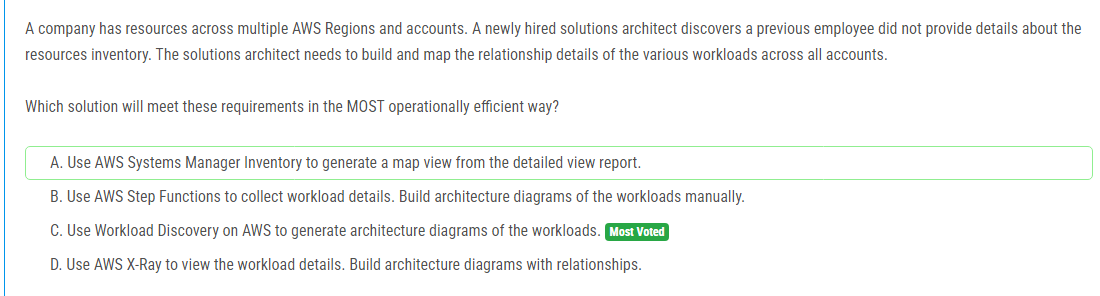 A company has resources across multiple AWS Regions and accounts. A newly hired solutions architect discovers a previous employee did not provide details about the
resources inventory. The solutions architect needs to build and map the relationship details of the various workloads across all accounts.
Which solution will meet these requirements in the MOST operationally efficient way?
A. Use AWS Systems Manager Inventory to generate a map view from the detailed view report.
B. Use AWS Step Functions to collect workload details. Build architecture diagrams of the workloads manually.
C. Use Workload Discovery on AWS to generate architecture diagrams of the workloads. Most Voted
D. Use AWS X-Ray to view the workload details. Build architecture diagrams with relationships.